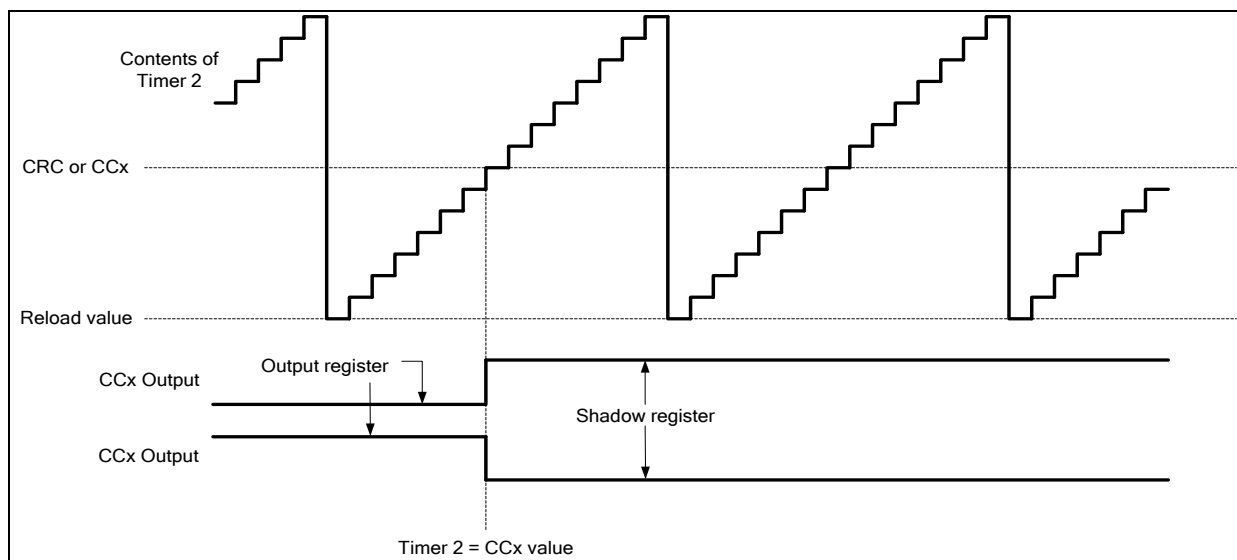 Contents of
Timer 2
CRC or CCx
Reload value
Output register
CCx Output
Shadow register
CCx Output
Timer 2 = CCx value